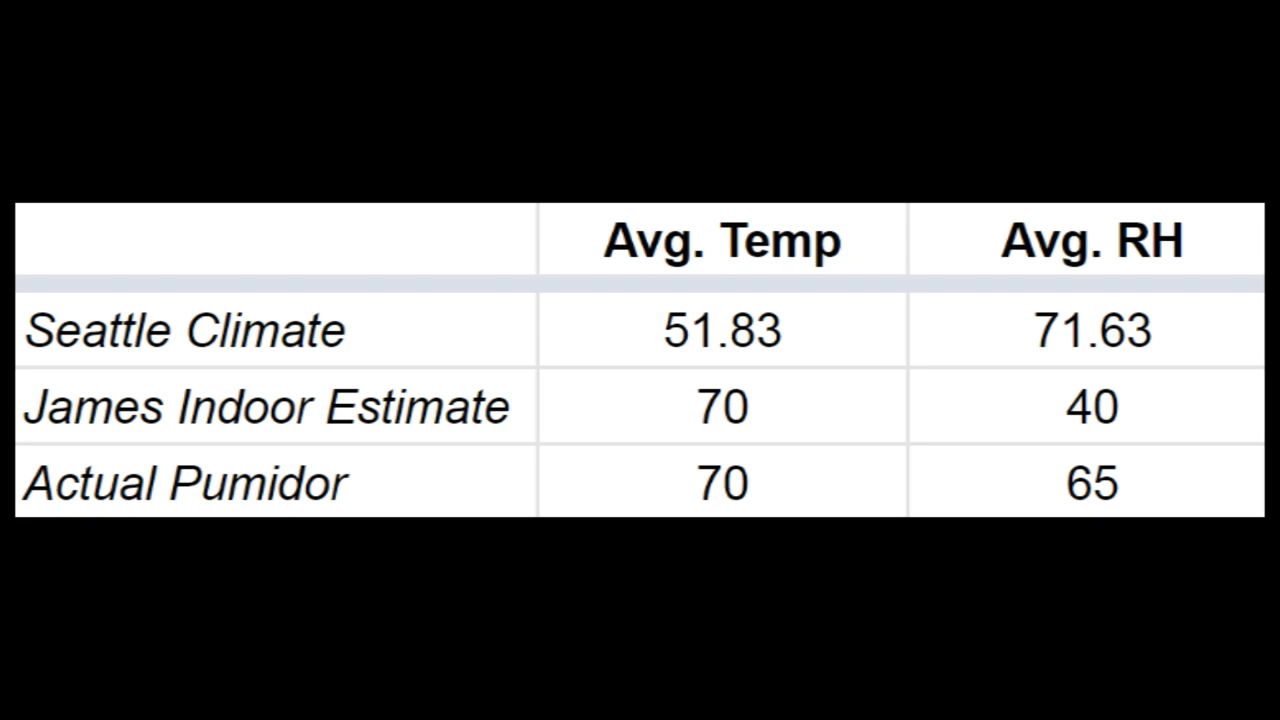 Avg. Temp Avg. RH
Seattle Climate 51.83 71.63
James Indoor Estimate 70 40
Actual Pumidor 70 65